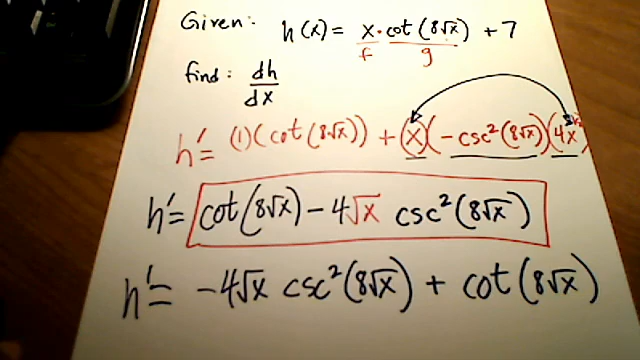 Given: h(x) = x · cot(8√x) + 7
f g
find: dh/dx
h' = (1)(cot(8√x)) + (x)(-csc²(8√x))(4x
h' = cot(8√x) - 4√x csc²(8√x)
h' = -4√x csc²(8√x) + cot(8√x)